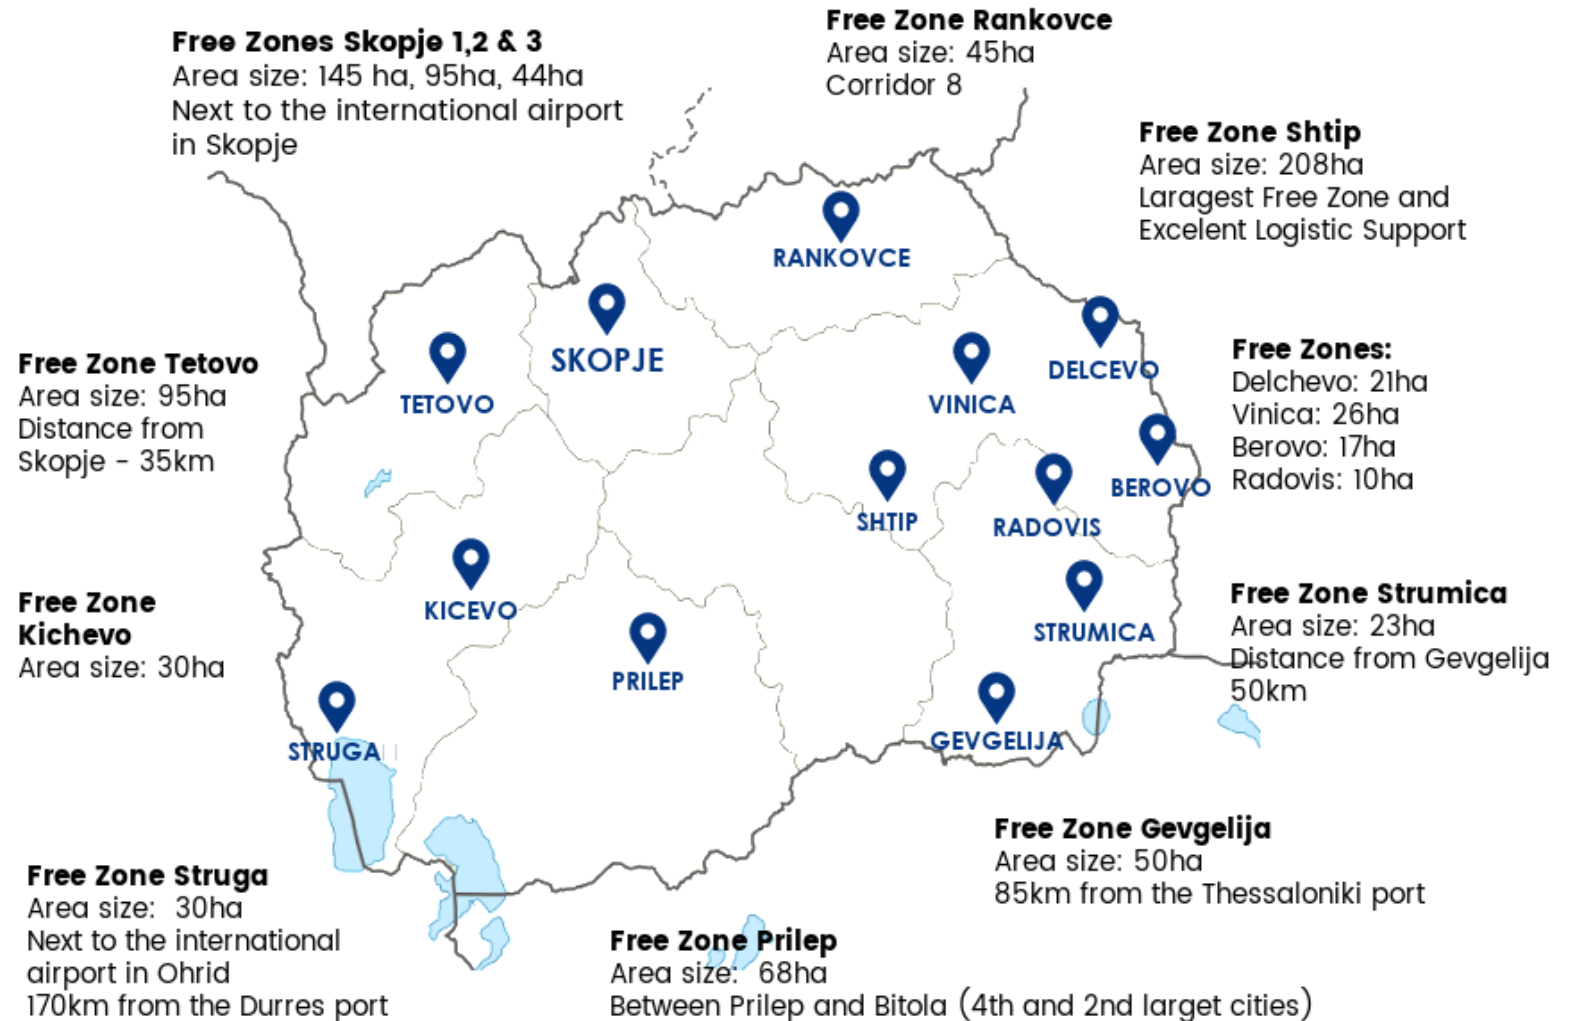 Free Zones Skopje 1,2 & 3
Area size: 145 ha, 95ha, 44ha
Next to the international airport
in Skopje
Free Zone Rankovce
Area size: 45ha
Corridor 8
Free Zone Shtip
Area size: 208ha
Laragest Free Zone and
Excelent Logistic Support
RANKOVCE
SKOPJE
TETOVO
VINICA
DELCEVO
BEROVO
SHTIP
RADOVIS
KICEVO
STRUMICA
PRILEP
GEVGELIJA
STRUGA
Free Zone Tetovo
Area size: 95ha
Distance from
Skopje - 35km
Free Zones:
Delchevo: 21ha
Vinica: 26ha
Berovo: 17ha
Radovis: 10ha
Free Zone
Kichevo
Area size: 30ha
Free Zone Strumica
Area size: 23ha
Distance from Gevgelija
50km
Free Zone Gevgelija
Area size: 50ha
85km from the Thessaloniki port
Free Zone Struga
Area size: 30ha
Next to the international
airport in Ohrid
170km from the Durres port
Free Zone Prilep
Area size: 68ha
Between Prilep and Bitola (4th and 2nd larget cities)